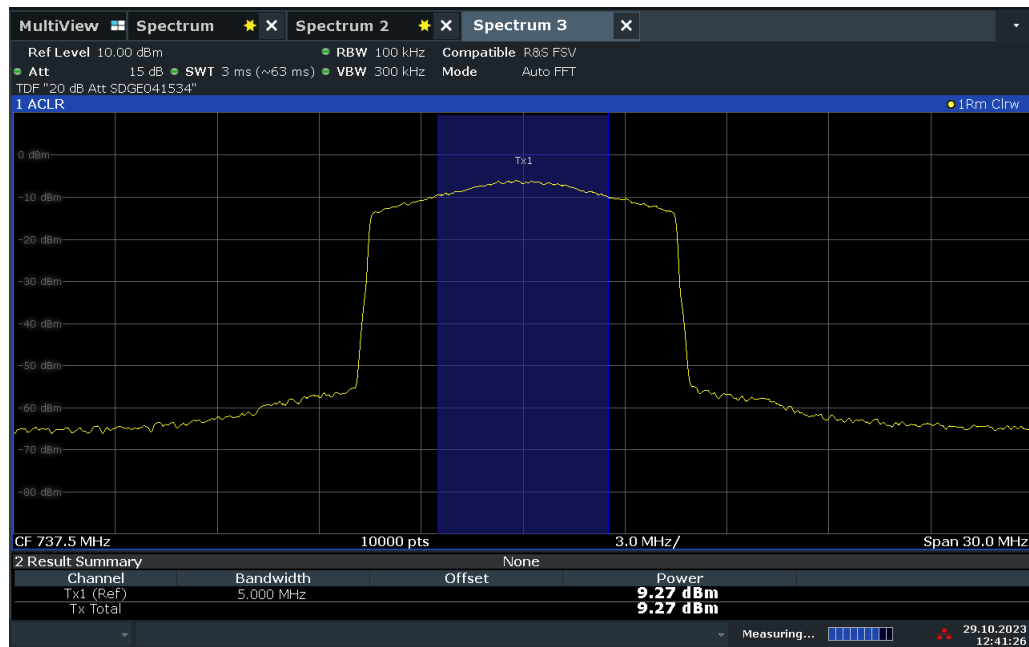 MultiView Spectrum Spectrum 2 Spectrum 3
Ref Level 10.00 dBm RBW 100 kHz Compatible R&S FSV
Att 15 dB SWT 3 ms (~63 ms) VBW 300 kHz Mode Auto FFT
TDF "20 dB Att SDGE041534"
1 ACLR 1Rm Clrw
0 dBm
Tx1
-10 dBm
-20 dBm
-30 dBm
-40 dBm
-50 dBm
-60 dBm
-70 dBm
-80 dBm
CF 737.5 MHz 10000 pts 3.0 MHz/ Span 30.0 MHz
2 Result Summary None
Channel Bandwidth Offset Power
Tx1 (Ref) 5.000 MHz 9.27 dBm
Tx Total 9.27 dBm
Measuring... 29.10.2023
12:41:26